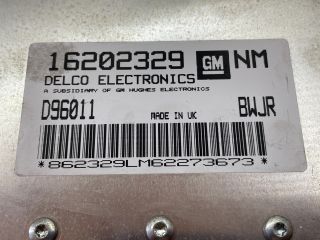 16202329 GM NM
DELCO ELECTRONICS
A SUBSIDIARY OF GM HUGHES ELECTRONICS
D96011 MADE IN UK BWJR
*862329LM62273673*